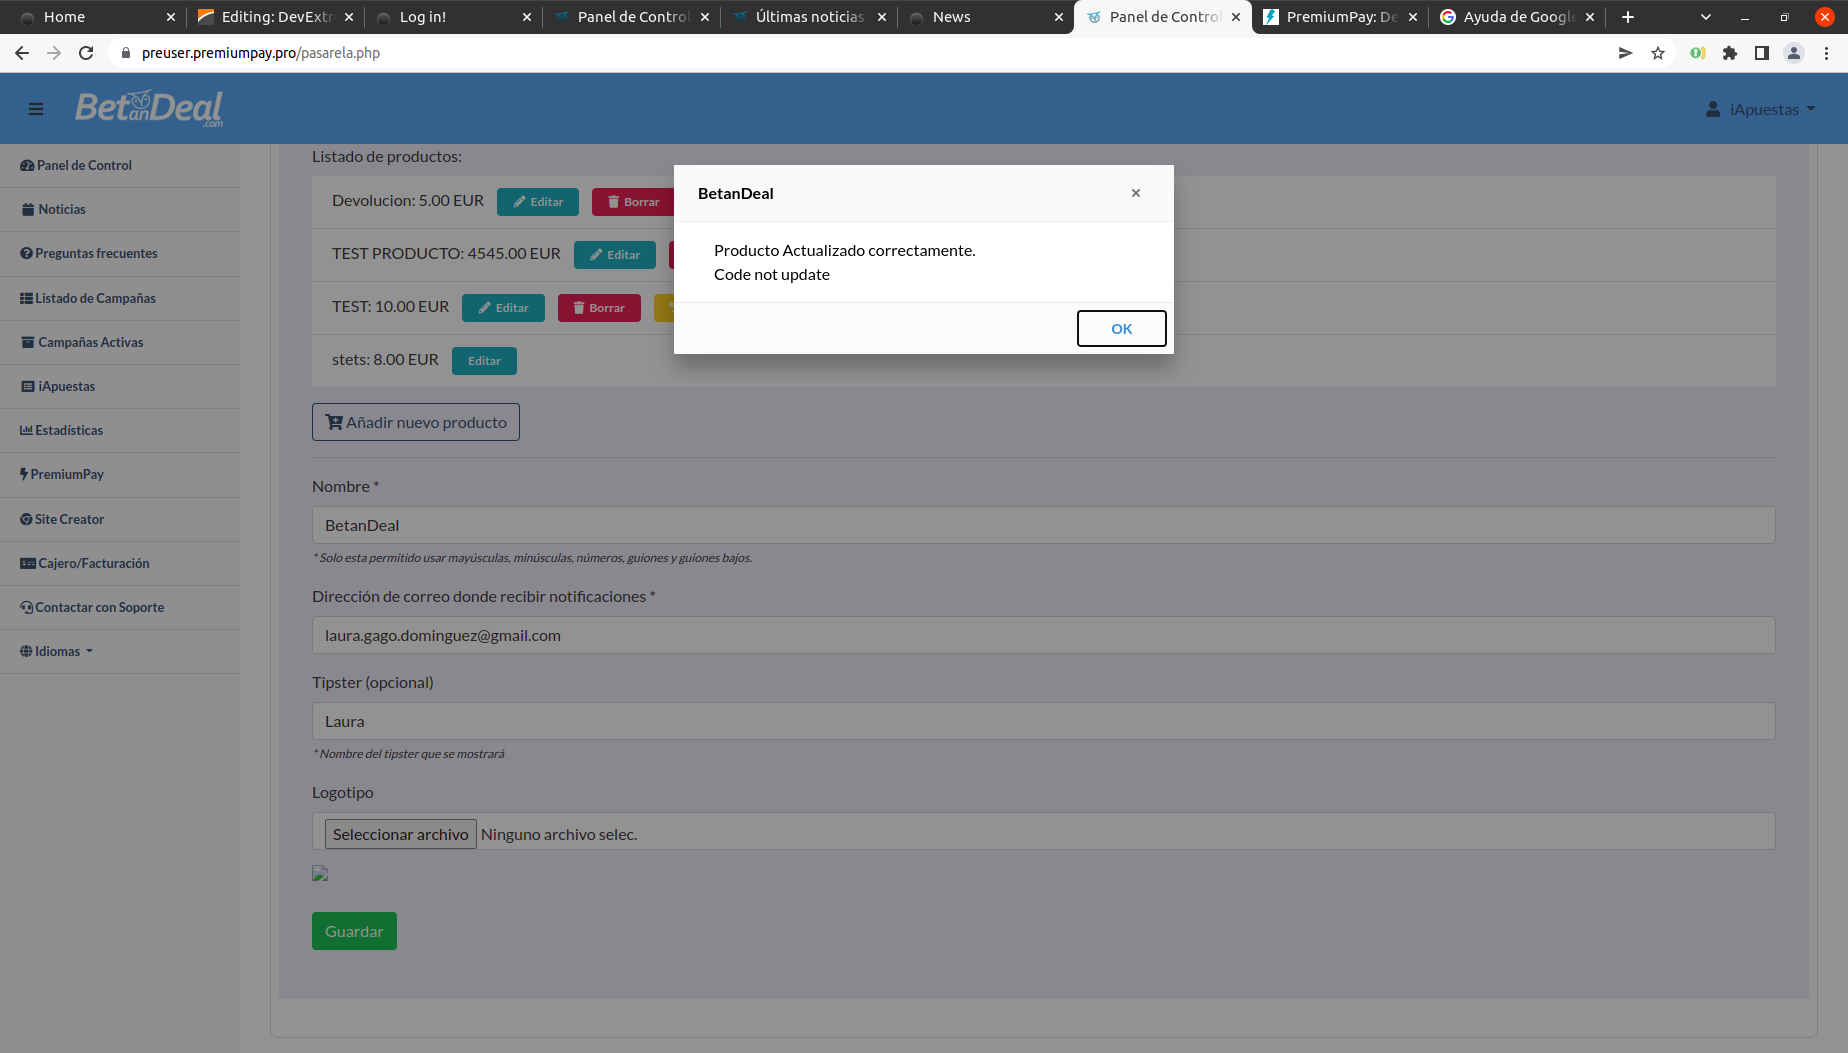 Home
Editing: DevExtr
Log in!
Panel de Control
Últimas noticias
News
Panel de Control
PremiumPay: De
Ayuda de Google
preuser.premiumpay.pro/pasarela.php
BetanDeal.com
iApuestas
Panel de Control
Noticias
Preguntas frecuentes
Listado de Campañas
Campañas Activas
iApuestas
Estadísticas
PremiumPay
Site Creator
Cajero/Facturación
Contactar con Soporte
Idiomas
Listado de productos:
Devolucion: 5.00 EUR Editar Borrar
TEST PRODUCTO: 4545.00 EUR Editar
TEST: 10.00 EUR Editar Borrar
stets: 8.00 EUR Editar
BetanDeal
Producto Actualizado correctamente.
Code not update
OK
Añadir nuevo producto
Nombre *
BetanDeal
* Solo esta permitido usar mayúsculas, minúsculas, números, guiones y guiones bajos.
Dirección de correo donde recibir notificaciones *
laura.gago.dominguez@gmail.com
Tipster (opcional)
Laura
* Nombre del tipster que se mostrará
Logotipo
Seleccionar archivo Ninguno archivo selec.
Guardar